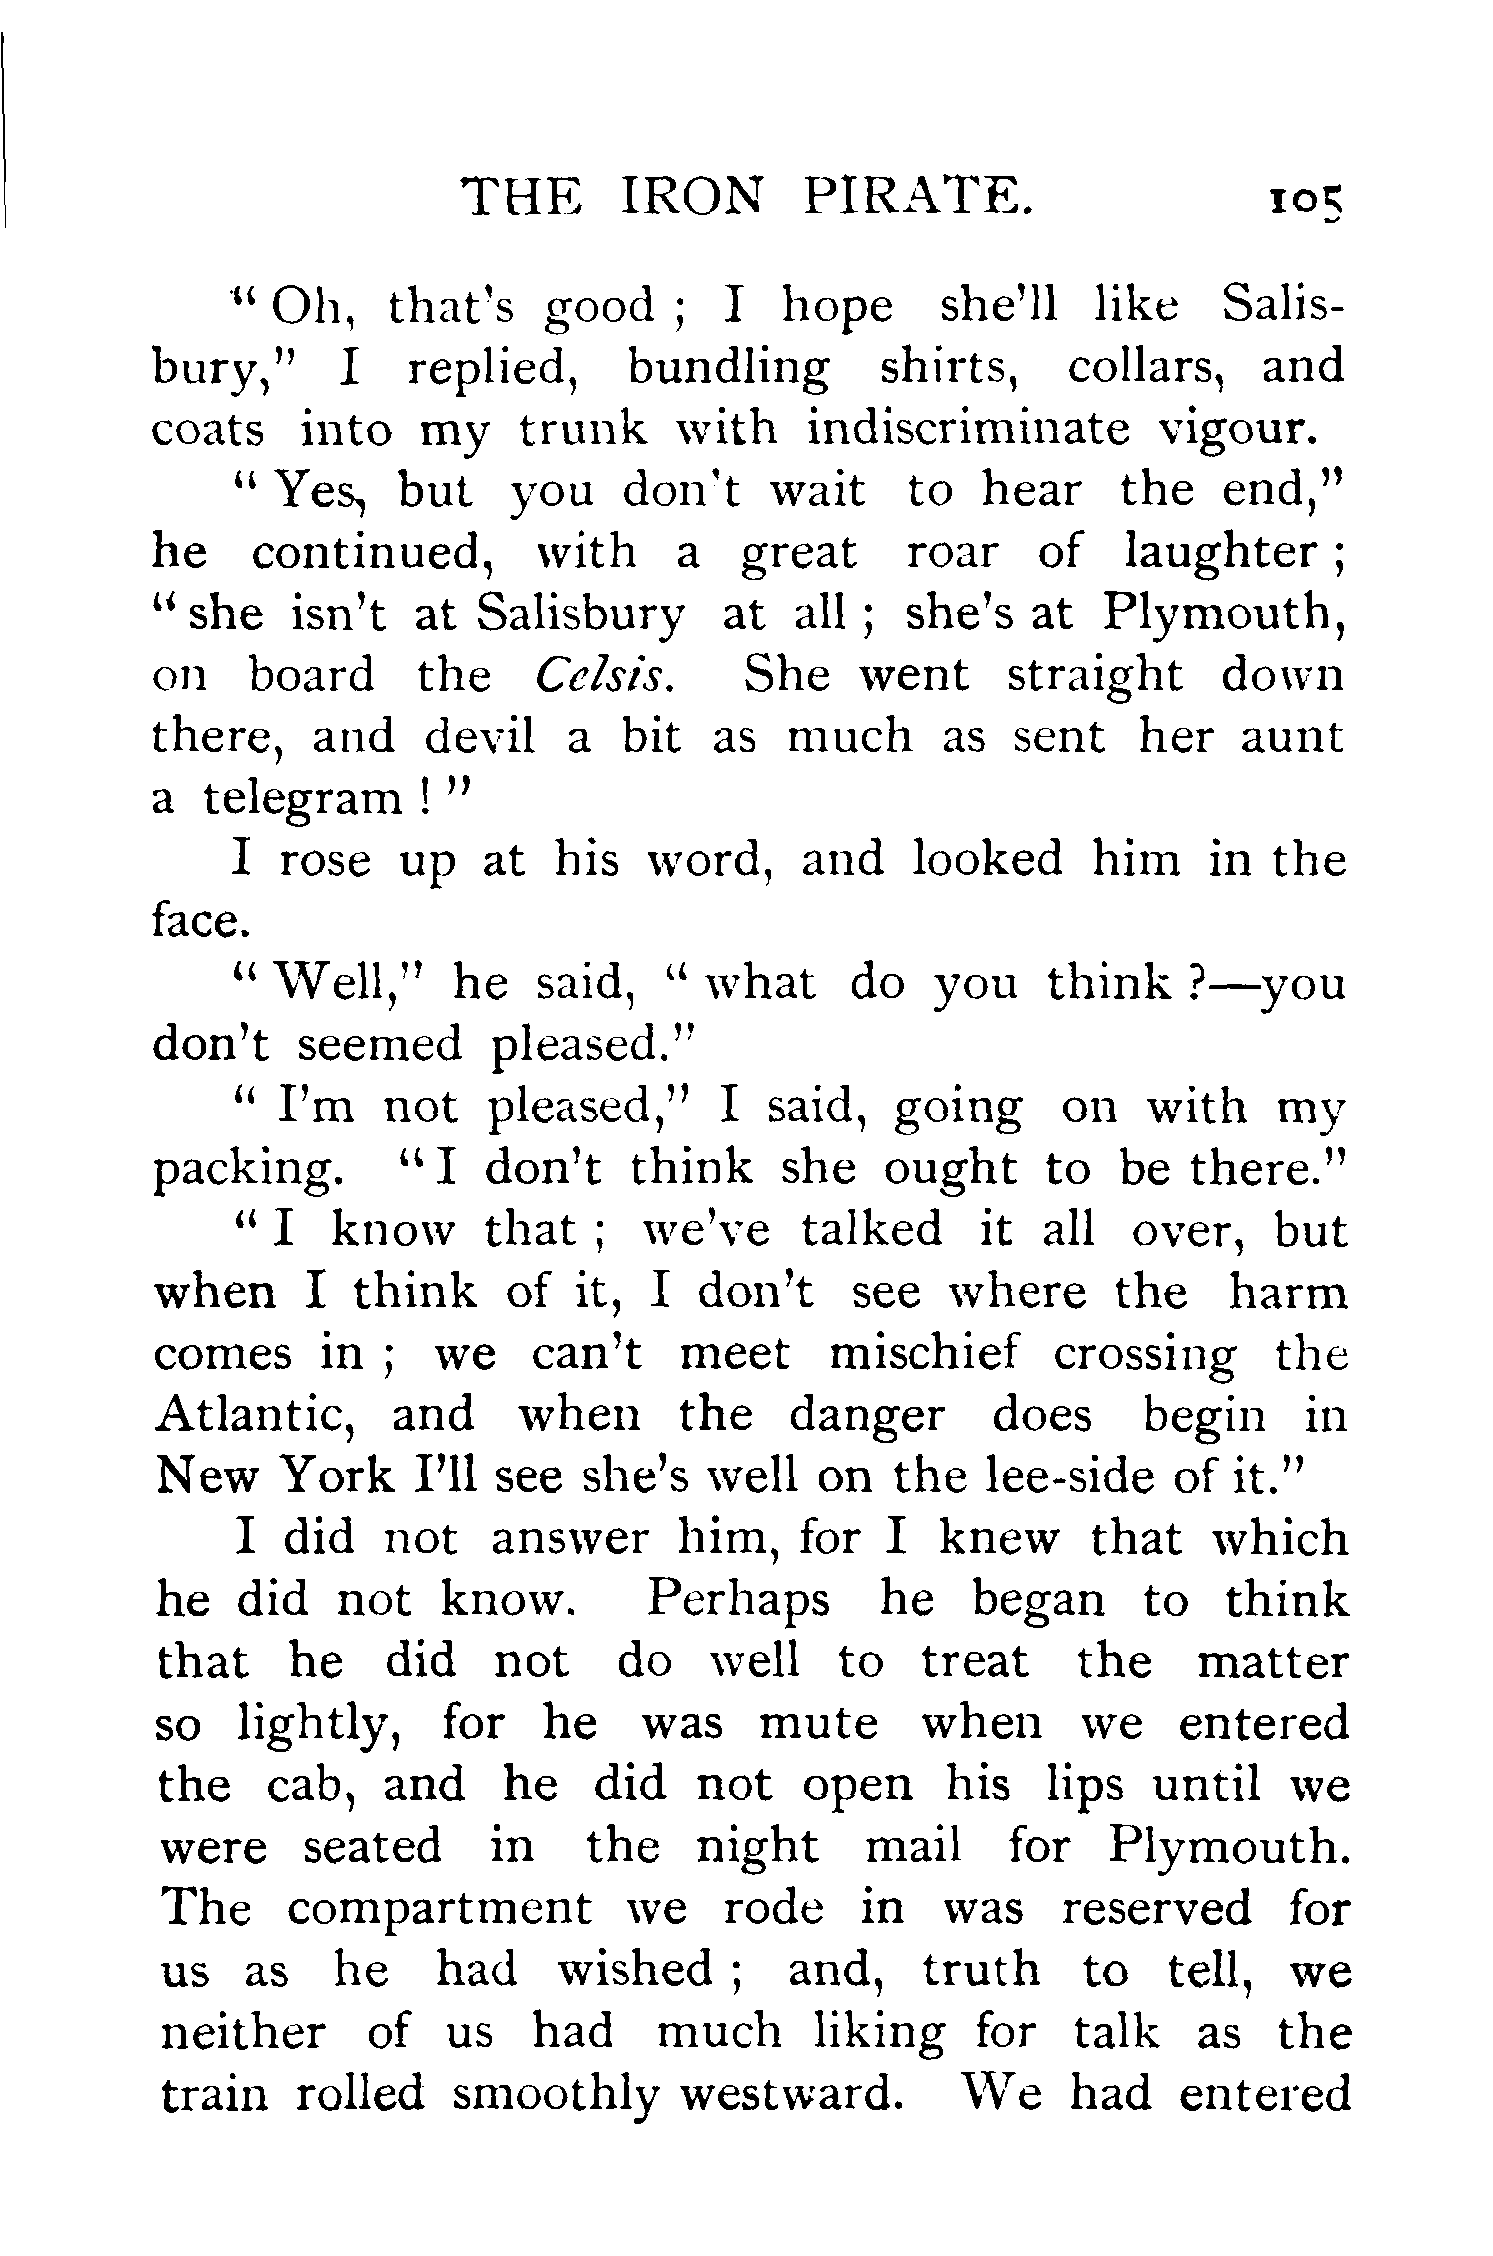 THE IRON PIRATE. 105
“ Oh, that's good ; I hope she'll like Salis-
bury,” I replied, bundling shirts, collars, and
coats into my trunk with indiscriminate vigour.
“ Yes, but you don't wait to hear the end,”
he continued, with a great roar of laughter ;
“ she isn't at Salisbury at all ; she's at Plymouth,
on board the Celsis. She went straight down
there, and devil a bit as much as sent her aunt
a telegram ! ”
I rose up at his word, and looked him in the
face.
“ Well,” he said, “ what do you think ?—you
don't seemed pleased.”
“ I'm not pleased,” I said, going on with my
packing. “ I don't think she ought to be there.”
“ I know that ; we've talked it all over, but
when I think of it, I don't see where the harm
comes in ; we can't meet mischief crossing the
Atlantic, and when the danger does begin in
New York I'll see she's well on the lee-side of it.”
I did not answer him, for I knew that which
he did not know. Perhaps he began to think
that he did not do well to treat the matter
so lightly, for he was mute when we entered
the cab, and he did not open his lips until we
were seated in the night mail for Plymouth.
The compartment we rode in was reserved for
us as he had wished ; and, truth to tell, we
neither of us had much liking for talk as the
train rolled smoothly westward. We had entered